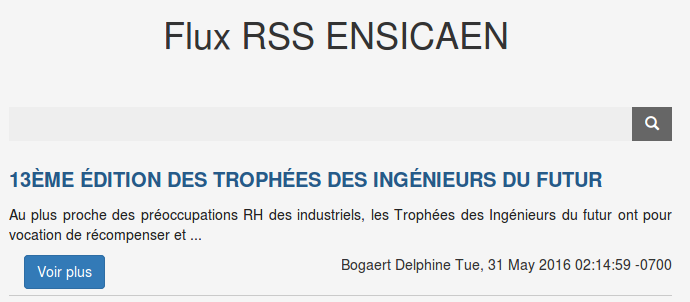 Flux RSS ENSICAEN
13ÈME ÉDITION DES TROPHÉES DES INGÉNIEURS DU FUTUR
Au plus proche des préoccupations RH des industriels, les Trophées des Ingénieurs du futur ont pour
vocation de récompenser et ...
Voir plus
Bogaert Delphine Tue, 31 May 2016 02:14:59 -0700